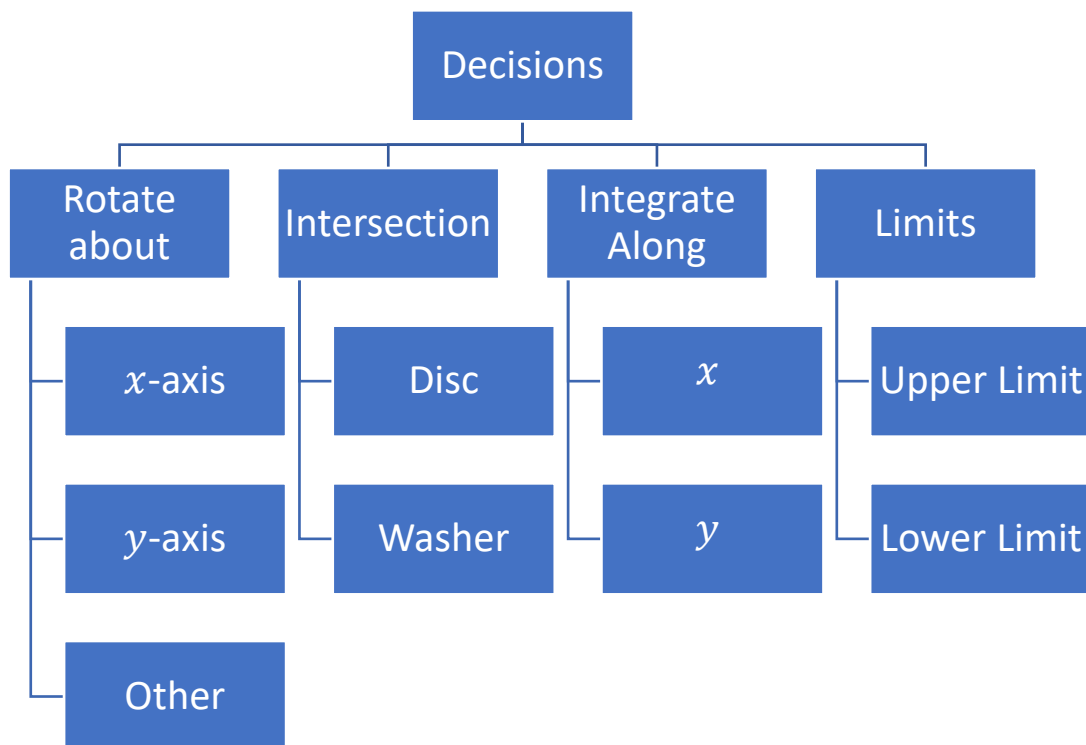 Decisions
Rotate
about
Intersection
Integrate
Along
Limits
𝑥-axis
Disc
𝑥
Upper Limit
𝑦-axis
Washer
𝑦
Lower Limit
Other